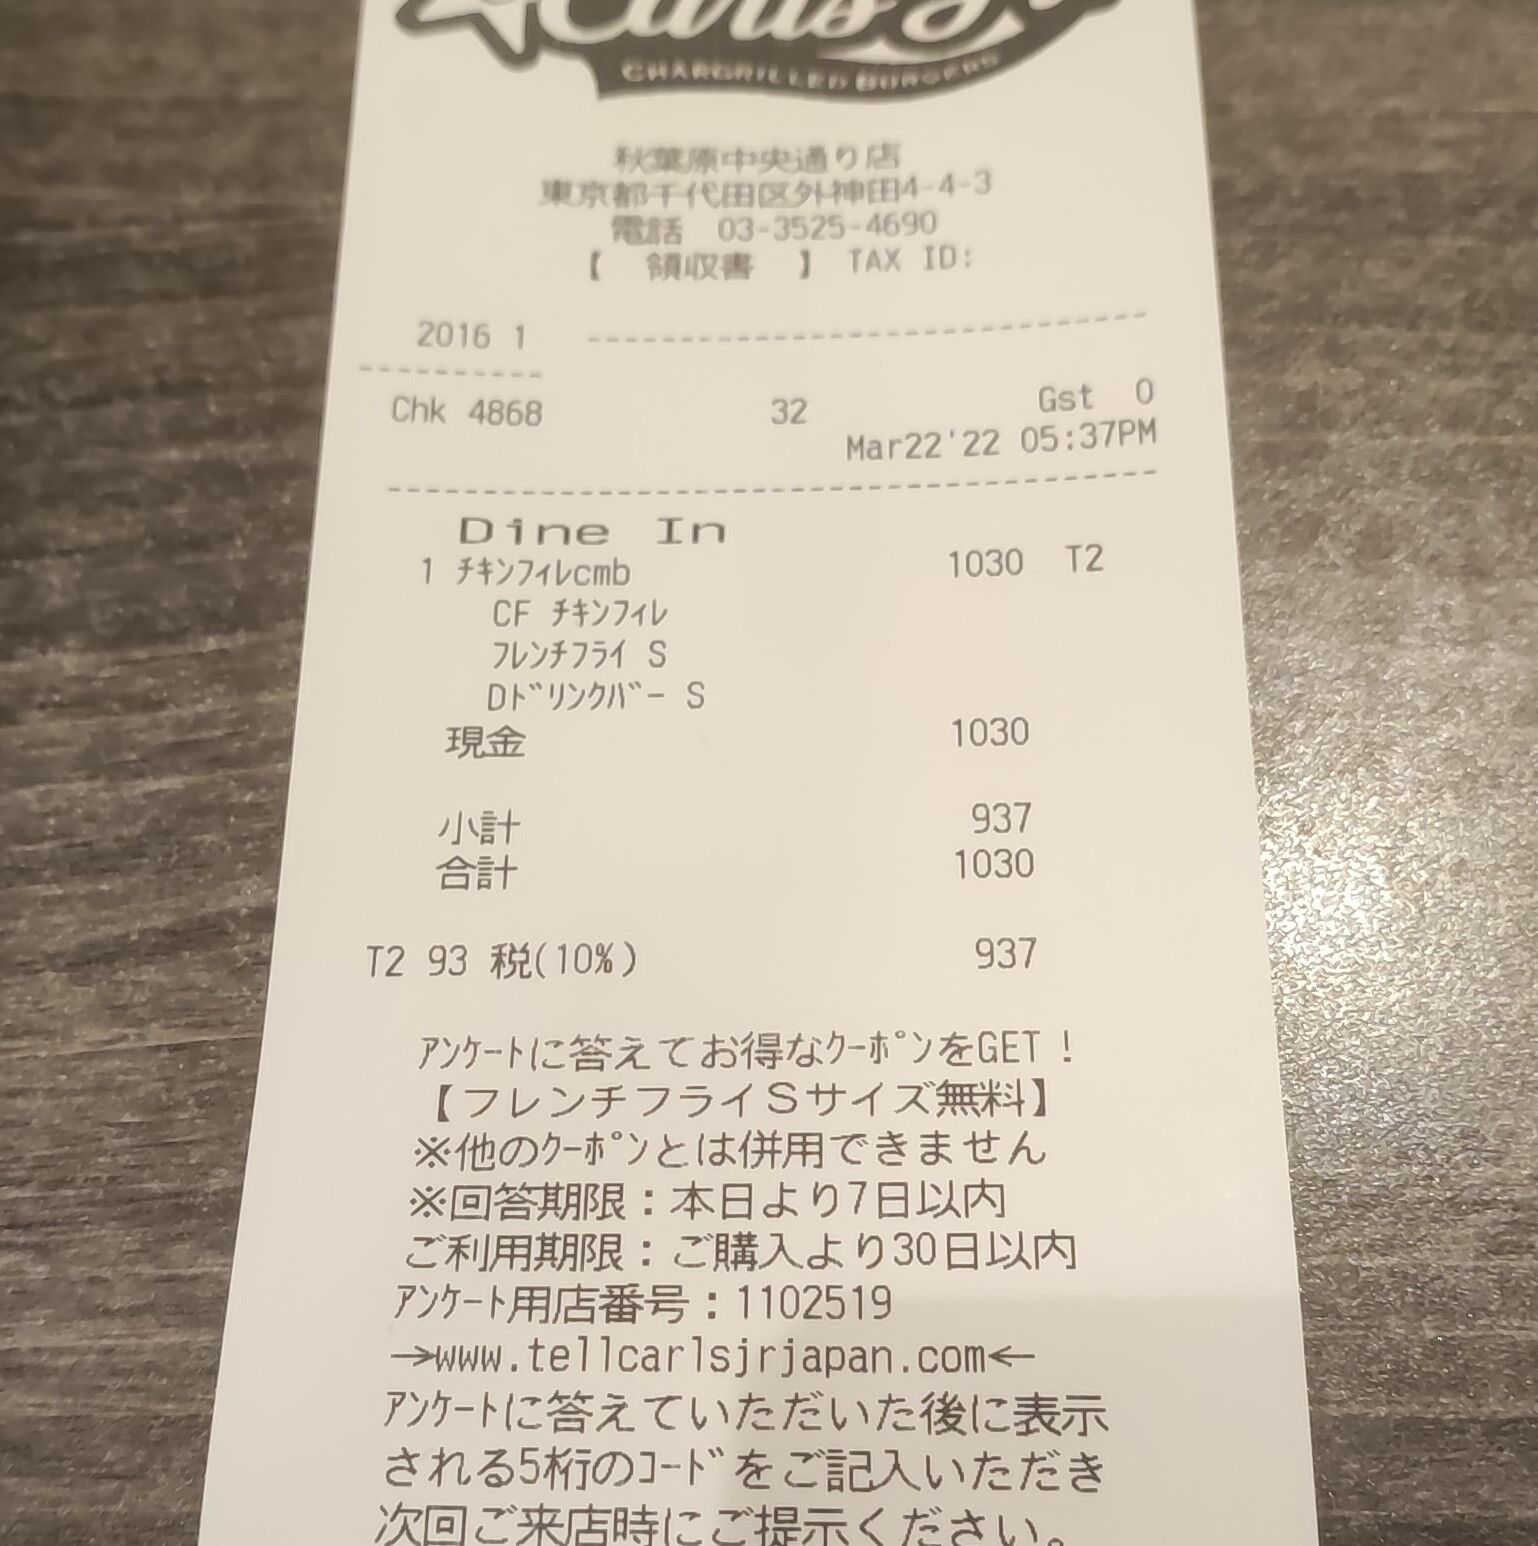 Carls Jr
CHARGRILLED BURGERS
秋葉原中央通り店
東京都千代田区外神田4-4-3
電話 03-3525-4690
【 領収書 】 TAX ID:
2016 1 ------------------------------
----------
Chk 4868 32 Gst 0
Mar22'22 05:37PM
----------------------------------------
Dine In
1 ﾁｷﾝﾌｨﾚcmb 1030 T2
CF ﾁｷﾝﾌｨﾚ
ﾌﾚﾝﾁﾌﾗｲ S
Dﾄﾞﾘﾝｸﾊﾞｰ S
現金 1030
小計 937
合計 1030
T2 93 税(10%) 937
ｱﾝｹｰﾄに答えてお得なｸｰﾎﾟﾝをGET！
【フレンチフライＳサイズ無料】
※他のｸｰﾎﾟﾝとは併用できません
※回答期限：本日より7日以内
ご利用期限：ご購入より30日以内
ｱﾝｹｰﾄ用店番号：1102519
→www.tellcarlsjrjapan.com←
ｱﾝｹｰﾄに答えていただいた後に表示
される5桁のｺｰﾄﾞをご記入いただき
次回ご来店時にご提示ください。